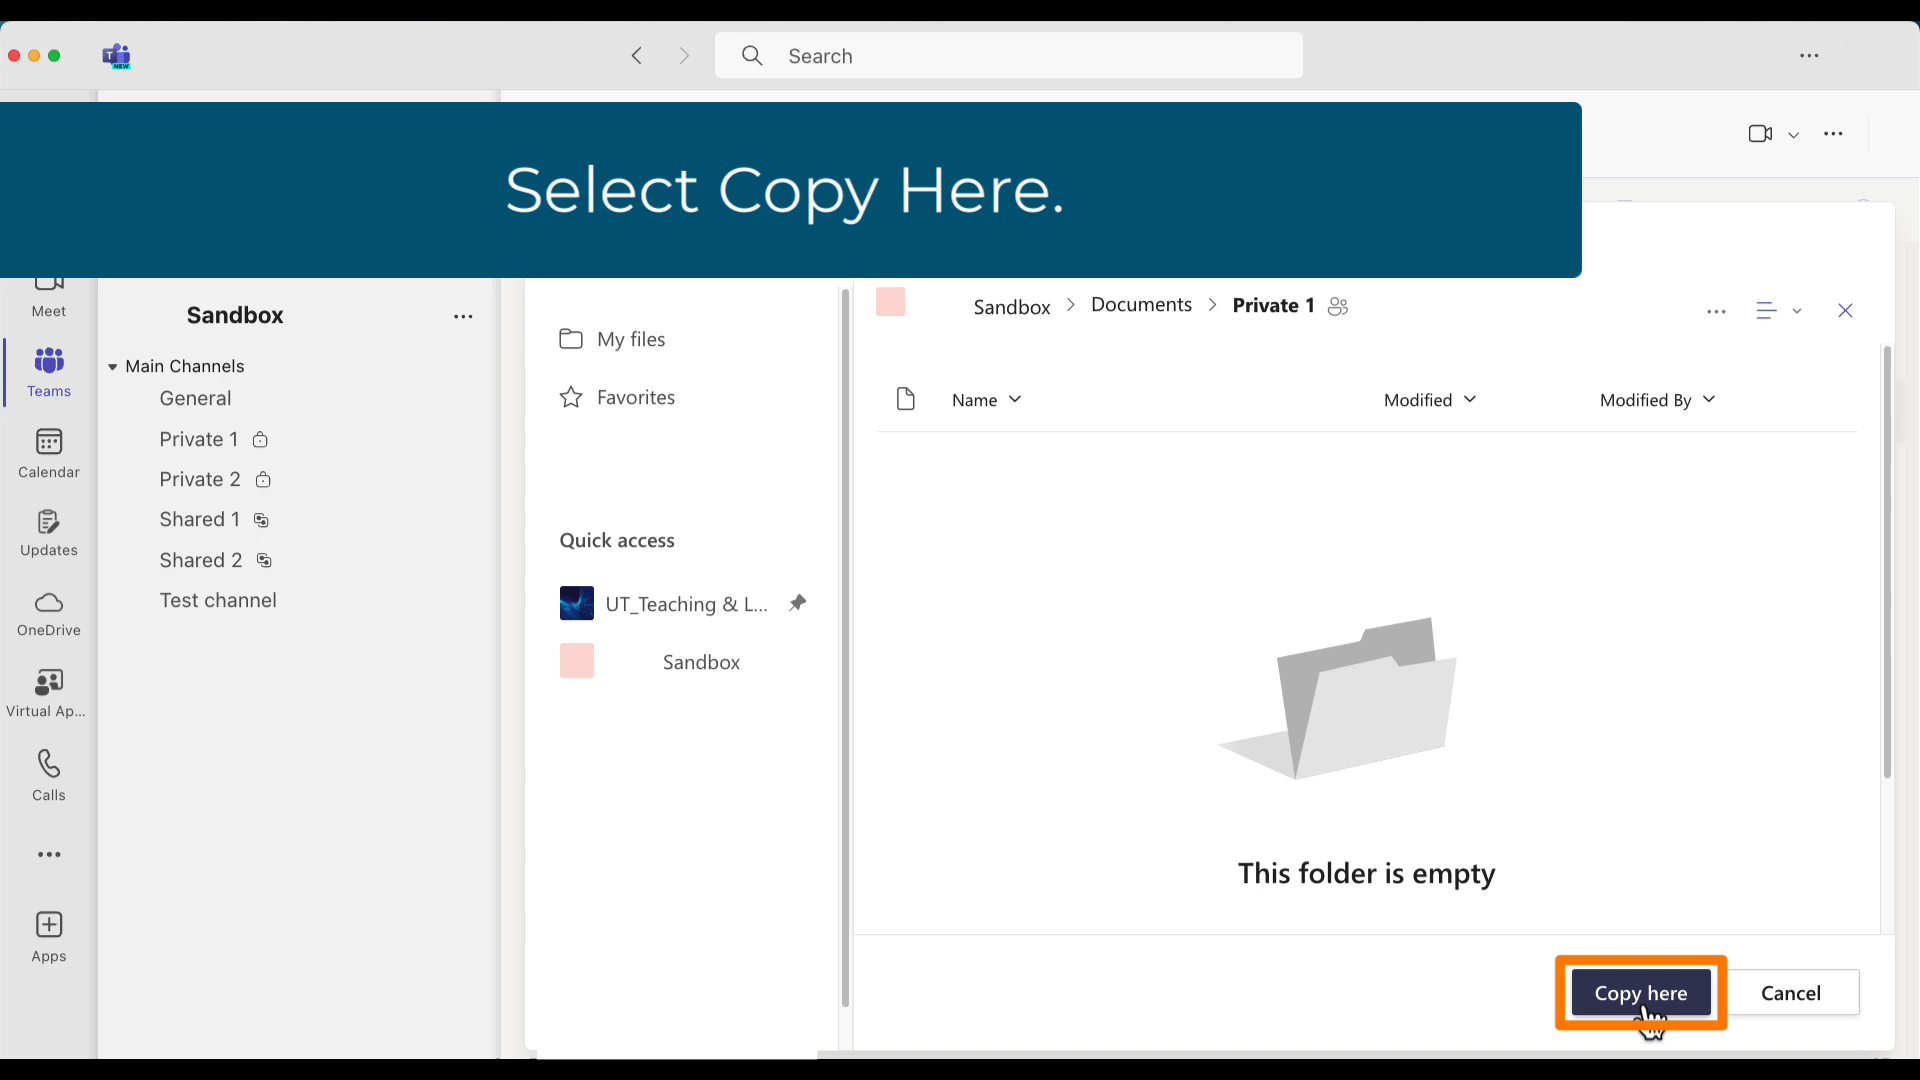 Search
Select Copy Here.
Meet
Teams
Calendar
Updates
OneDrive
Virtual Ap...
Calls
Apps
Sandbox
Main Channels
General
Private 1
Private 2
Shared 1
Shared 2
Test channel
My files
Favorites
Quick access
UT_Teaching & L...
Sandbox
Sandbox > Documents > Private 1
Name Modified Modified By
This folder is empty
Copy here Cancel